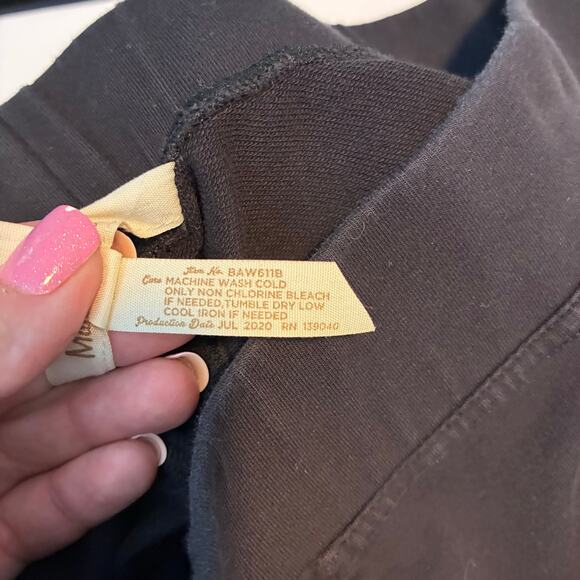 Item No. BAW611B
Care MACHINE WASH COLD
ONLY NON CHLORINE BLEACH
IF NEEDED,TUMBLE DRY LOW
COOL IRON IF NEEDED
Production Date JUL 2020 RN 139040